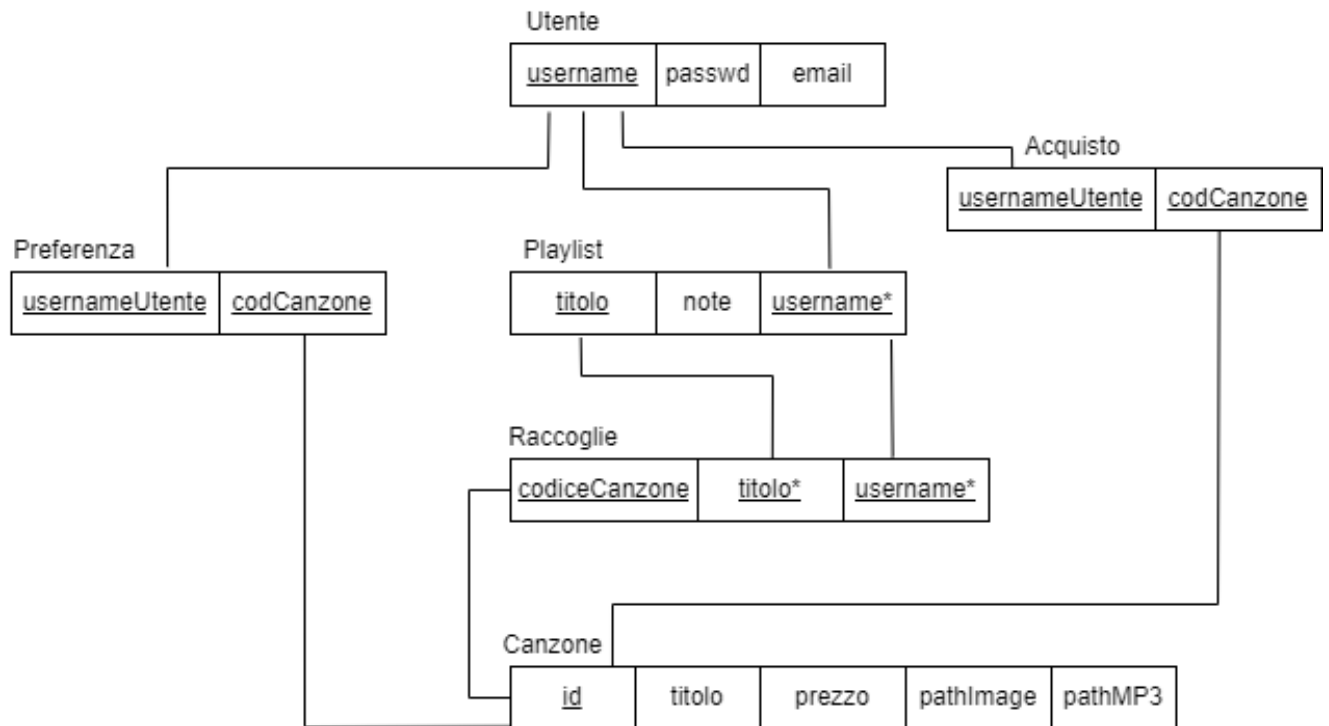 Utente
username passwd email
Acquisto
usernameUtente codCanzone
Preferenza
usernameUtente codCanzone
Playlist
titolo note username*
Raccoglie
codiceCanzone titolo* username*
Canzone
id titolo prezzo pathImage pathMP3